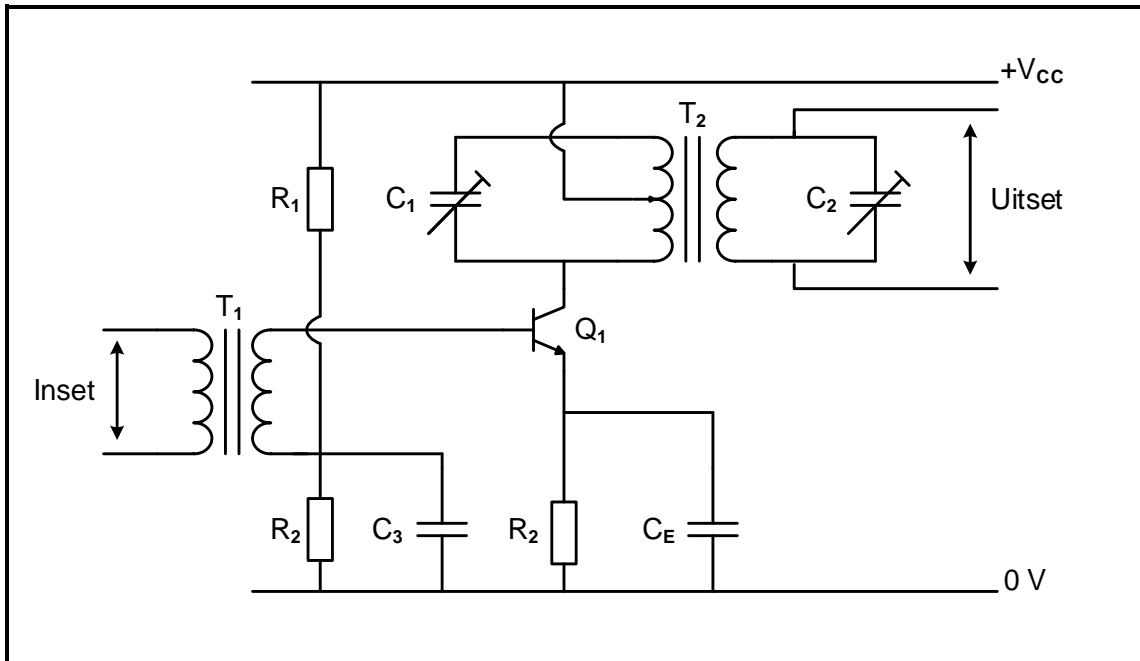 +VCC
T2
R1
C1
C2
Uitset
T1
Q1
Inset
R2
C3
R2
CE
0 V